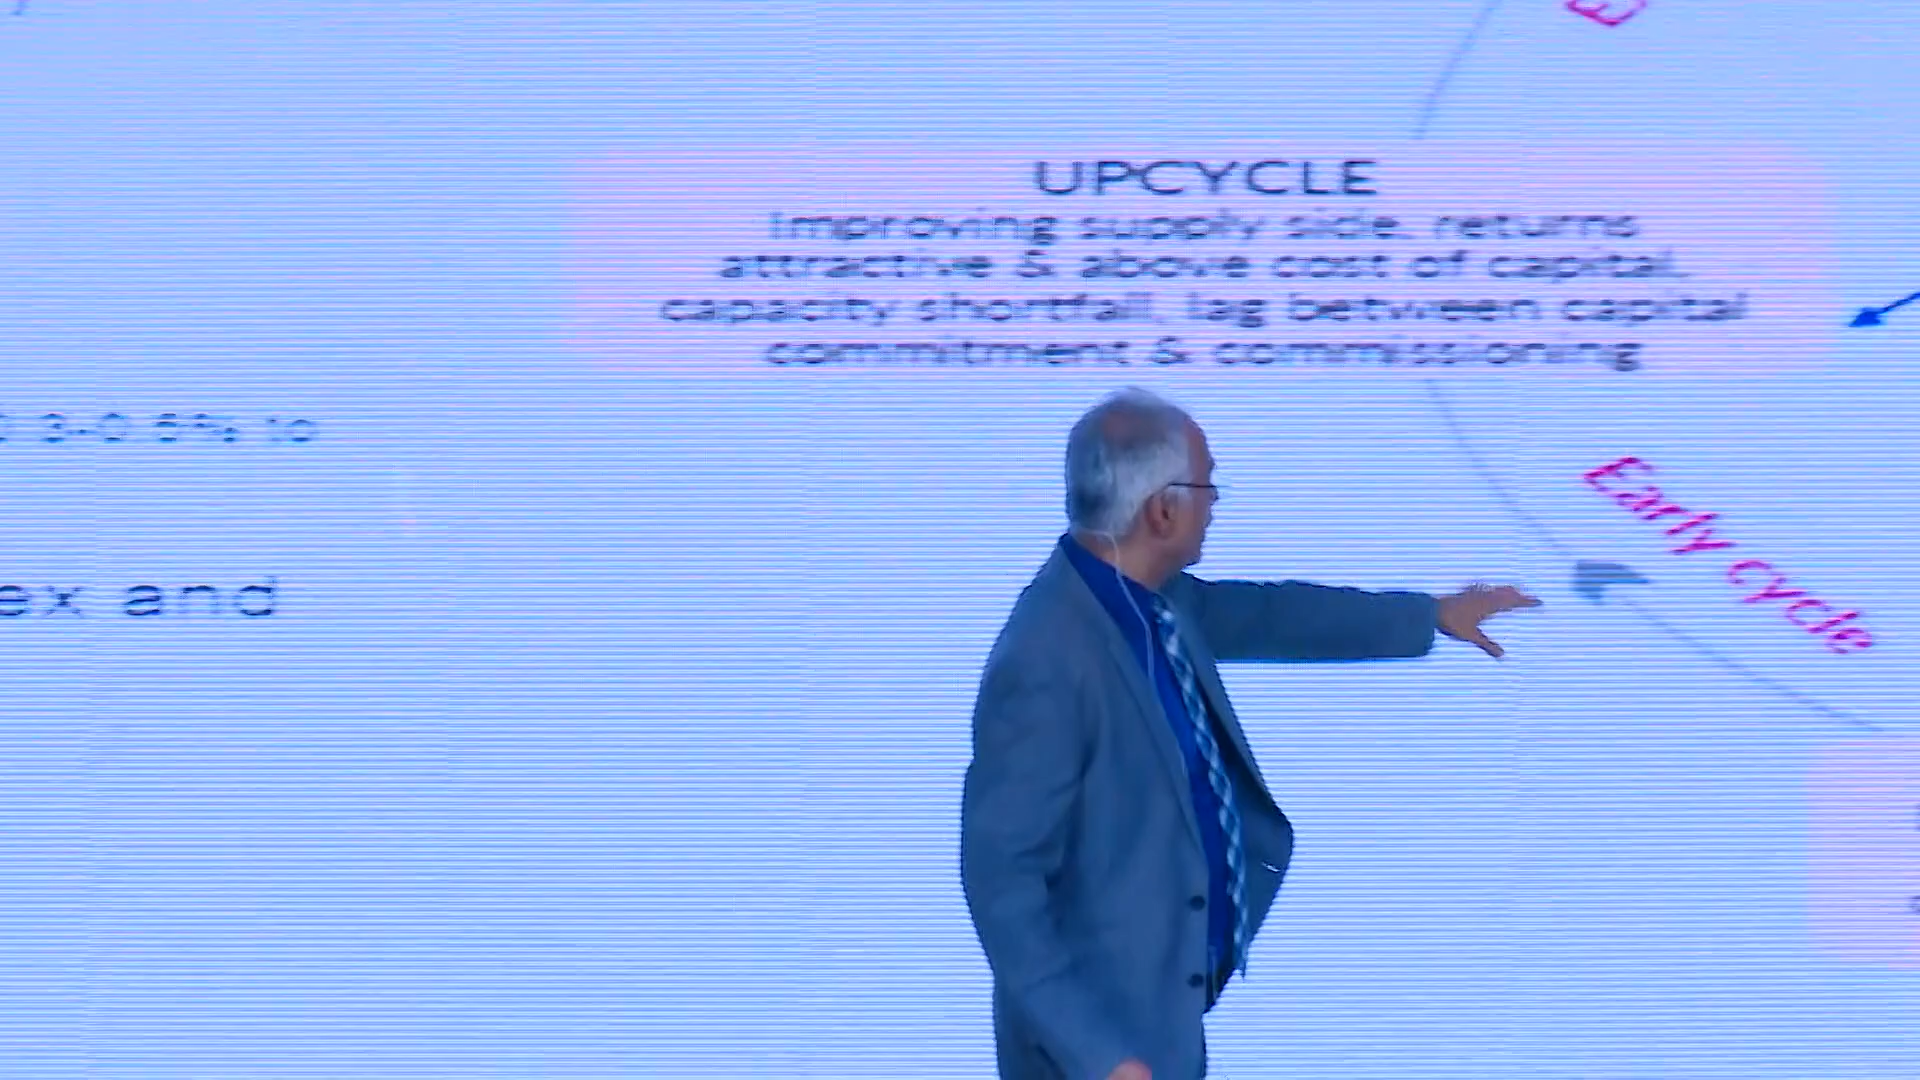 UPCYCLE
Improving supply side, returns
attractive & above cost of capital,
capacity shortfall, lag between capital
commitment & commissioning
to
and
Early cycle